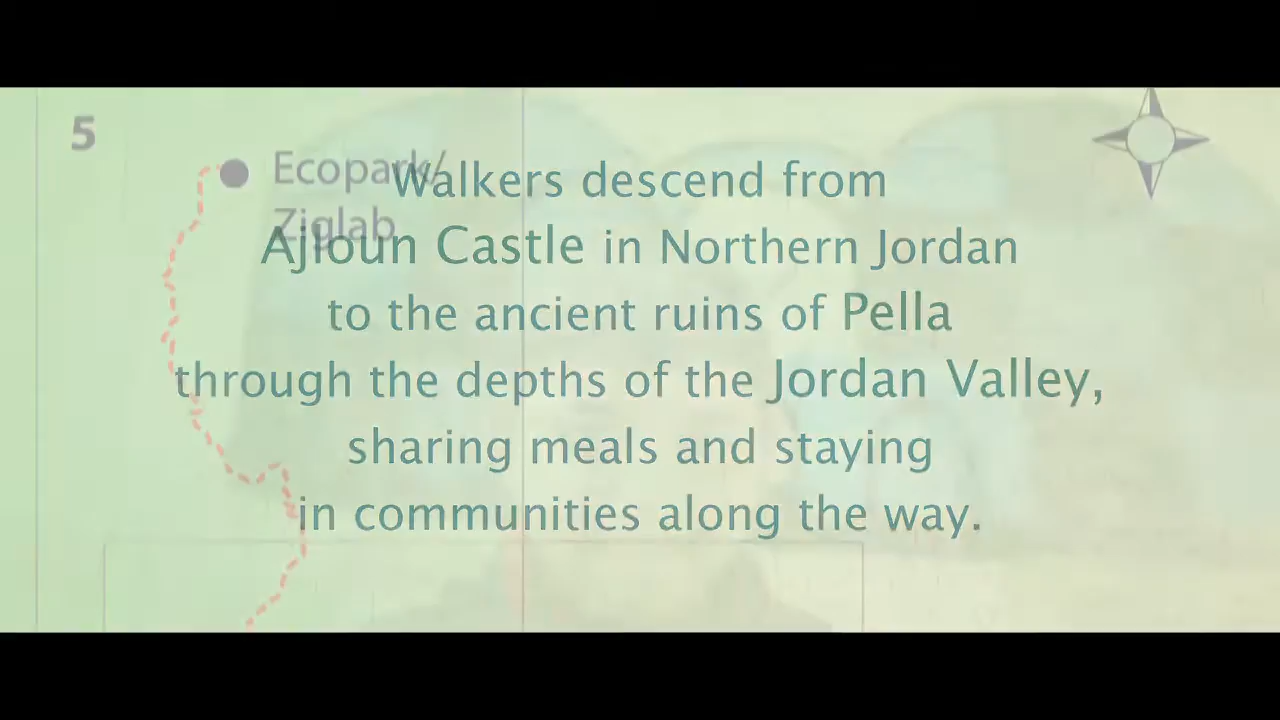 5
Ecopark/
Ziglab
Walkers descend from
Ajloun Castle in Northern Jordan
to the ancient ruins of Pella
through the depths of the Jordan Valley,
sharing meals and staying
in communities along the way.